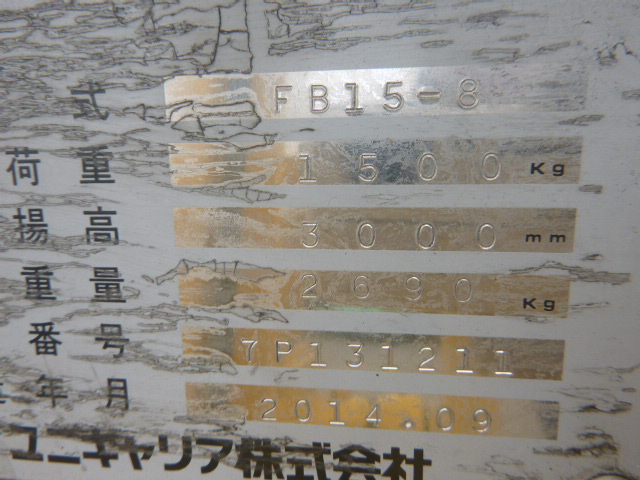 式 FB15-8
荷重 1500 Kg
揚高 3000 mm
重量 2690 Kg
番号 7P131211
年月 2014.09
ユーキャリア株式会社